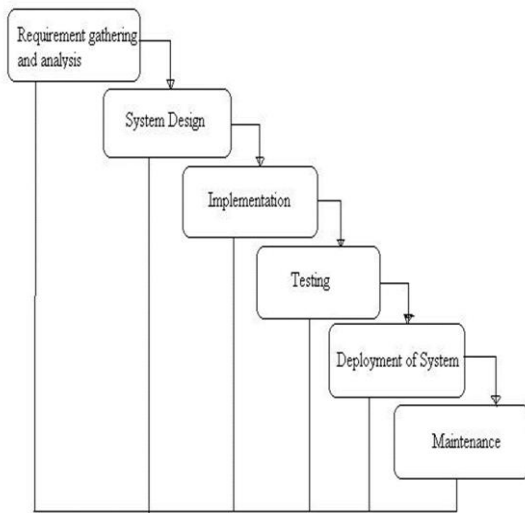 Requirement gathering
and analysis
System Design
Implementation
Testing
Deployment of System
Maintenance